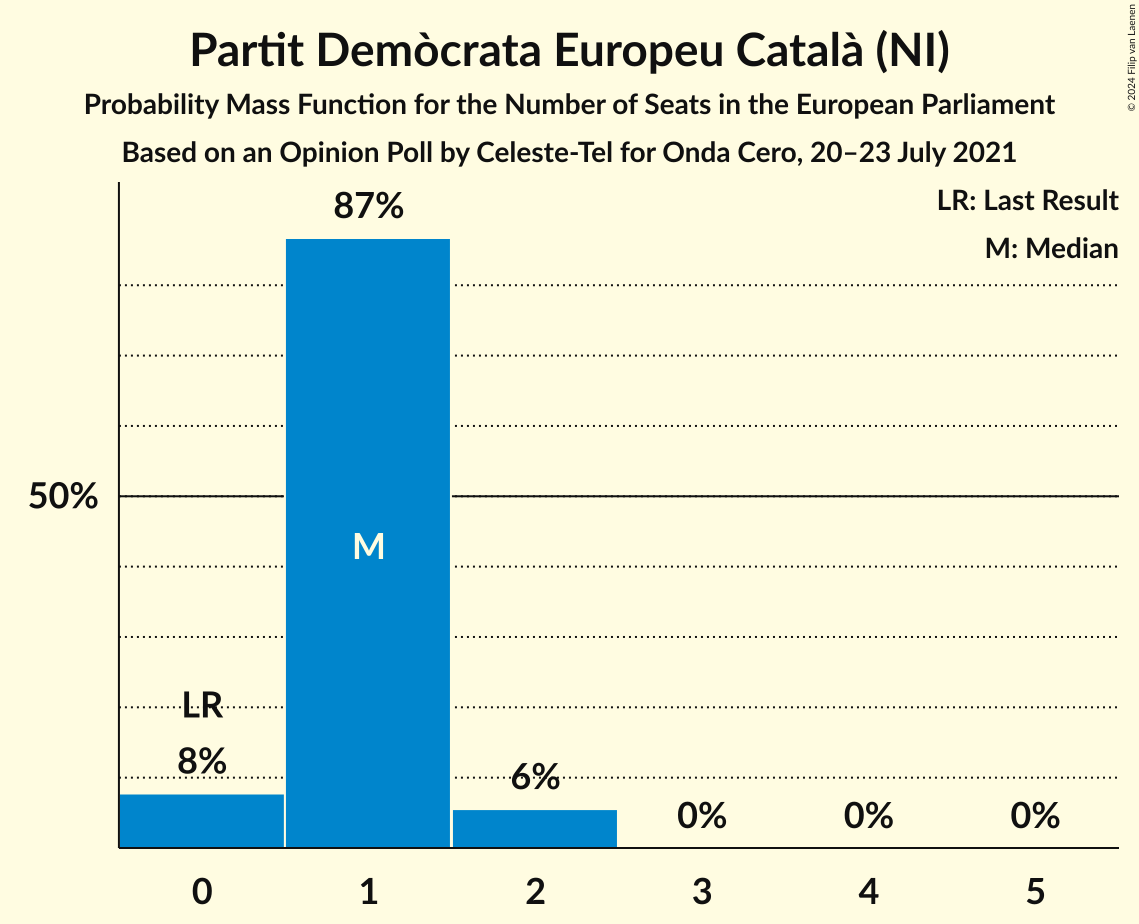 Partit Demòcrata Europeu Català (NI)
Probability Mass Function for the Number of Seats in the European Parliament
Based on an Opinion Poll by Celeste-Tel for Onda Cero, 20–23 July 2021
© 2024 Filip van Laenen
LR: Last Result
M: Median
87%
50%
M
LR
8%
6%
0%
0%
0%
0 1 2 3 4 5